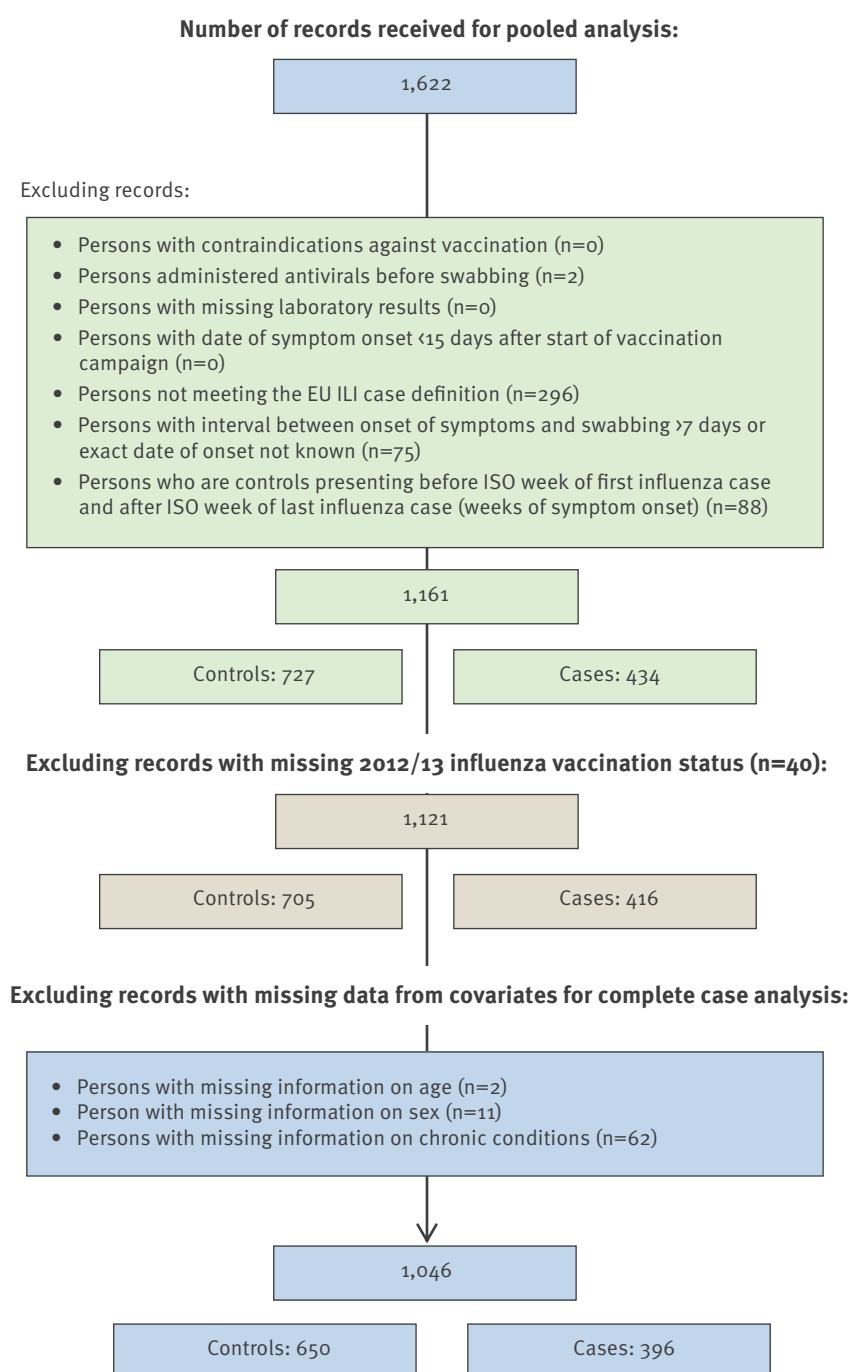 Number of records received for pooled analysis:
1,622
Excluding records:
• Persons with contraindications against vaccination (n=0)
• Persons administered antivirals before swabbing (n=2)
• Persons with missing laboratory results (n=0)
• Persons with date of symptom onset <15 days after start of vaccination
campaign (n=0)
• Persons not meeting the EU ILI case definition (n=296)
• Persons with interval between onset of symptoms and swabbing >7 days or
exact date of onset not known (n=75)
• Persons who are controls presenting before ISO week of first influenza case
and after ISO week of last influenza case (weeks of symptom onset) (n=88)
1,161
Controls: 727
Cases: 434
Excluding records with missing 2012/13 influenza vaccination status (n=40):
1,121
Controls: 705
Cases: 416
Excluding records with missing data from covariates for complete case analysis:
• Persons with missing information on age (n=2)
• Person with missing information on sex (n=11)
• Persons with missing information on chronic conditions (n=62)
1,046
Controls: 650
Cases: 396